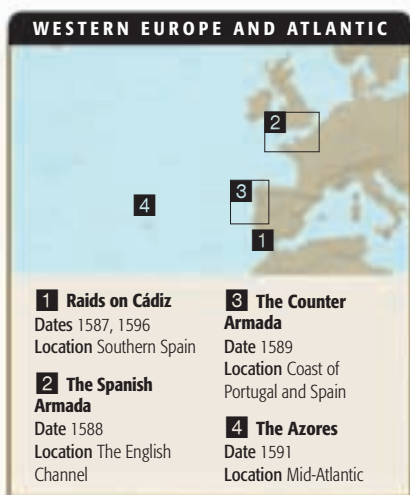 WESTERN EUROPE AND ATLANTIC
2
3
4
1
1 Raids on Cádiz
Dates 1587, 1596
Location Southern Spain
2 The Spanish
Armada
Date 1588
Location The English
Channel
3 The Counter
Armada
Date 1589
Location Coast of
Portugal and Spain
4 The Azores
Date 1591
Location Mid-Atlantic